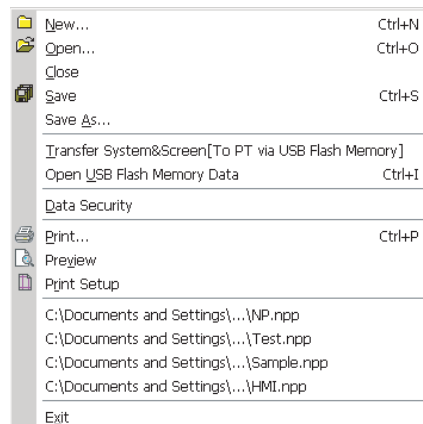 New... Ctrl+N
Open... Ctrl+O
Close
Save Ctrl+S
Save As...
Transfer System&Screen[To PT via USB Flash Memory]
Open USB Flash Memory Data Ctrl+I
Data Security
Print... Ctrl+P
Preview
Print Setup
C:\Documents and Settings\...\NP.npp
C:\Documents and Settings\...\Test.npp
C:\Documents and Settings\...\Sample.npp
C:\Documents and Settings\...\HMI.npp
Exit